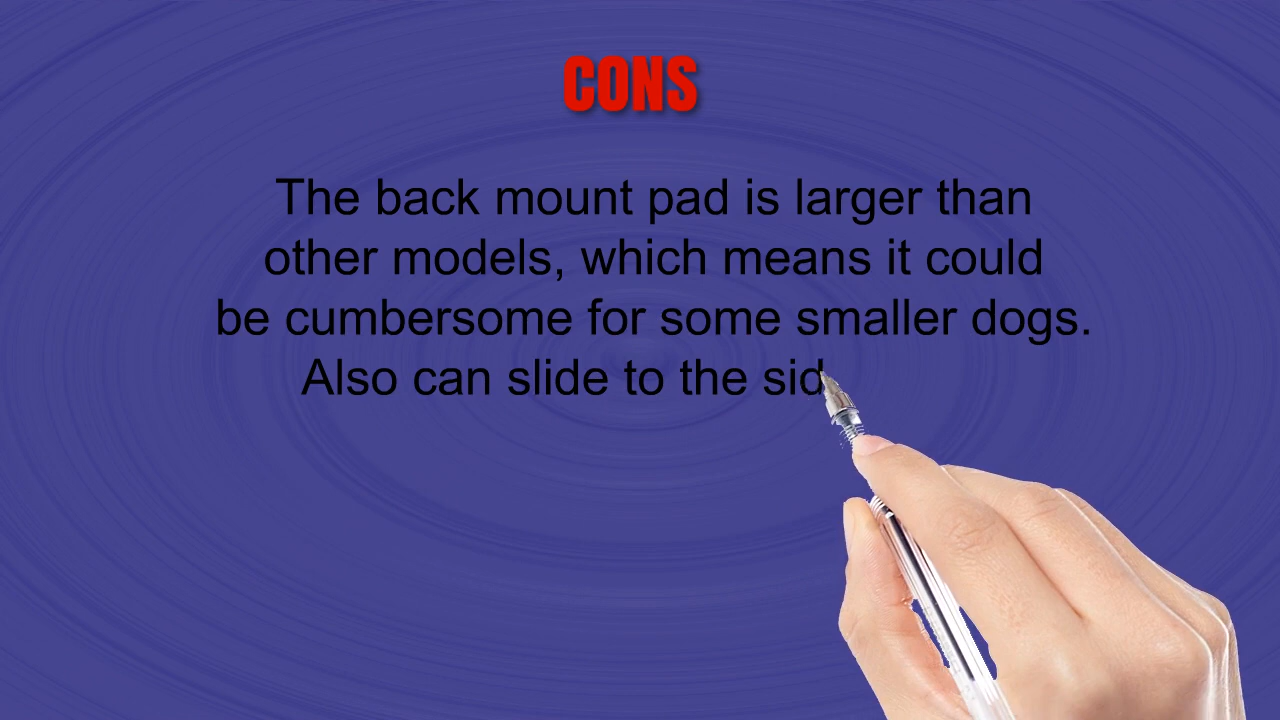 CONS
The back mount pad is larger than
other models, which means it could
be cumbersome for some smaller dogs.
Also can slide to the sid